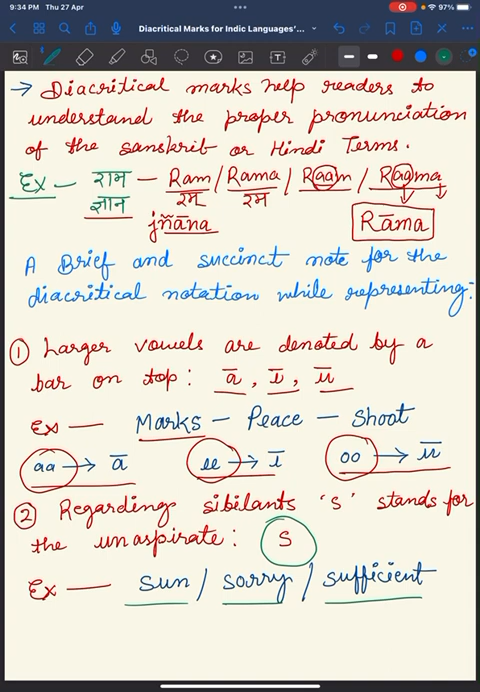 9:34 PM Thu 27 Apr
97%
Diacritical Marks for Indic Languages'...
→ Diacritical marks help readers to
understand the proper pronunciation
of the sanskrit or Hindi Terms.
Ex – राम – Ram / Rama / Raam / Raama
ज्ञान रम रम
jñāna Rāma
A Brief and succinct note for the
diacritical notation while representing:
① Larger vowels are denoted by a
bar on top: ā, ī, ū
Ex — Marks – Peace – Shoot
aa → ā ee → ī oo → ū
② Regarding sibilants 's' stands for
the unaspirate: S
Ex — sun / sorry / sufficient